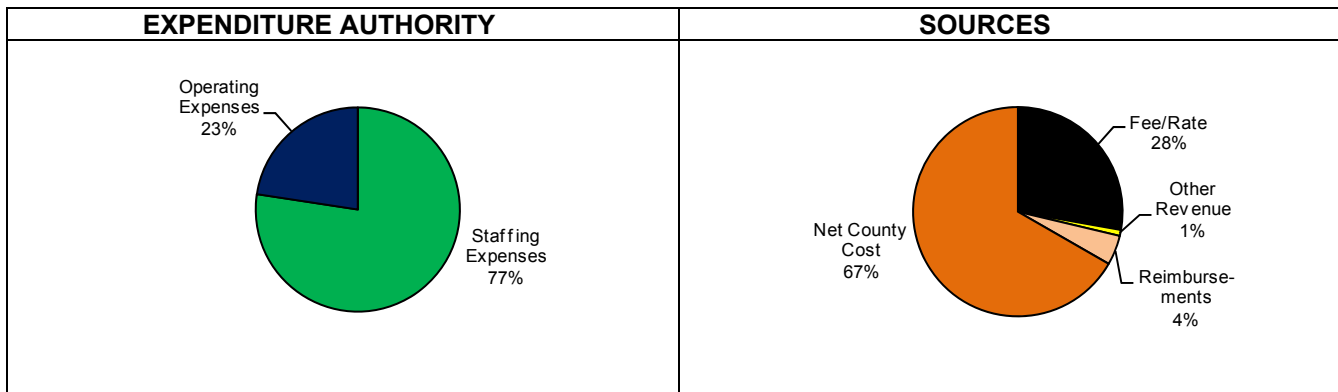 EXPENDITURE AUTHORITY
Operating
Expenses
23%
Staffing
Expenses
77%
SOURCES
Fee/Rate
28%
Other
Revenue
1%
Reimburse-
ments
4%
Net County
Cost
67%